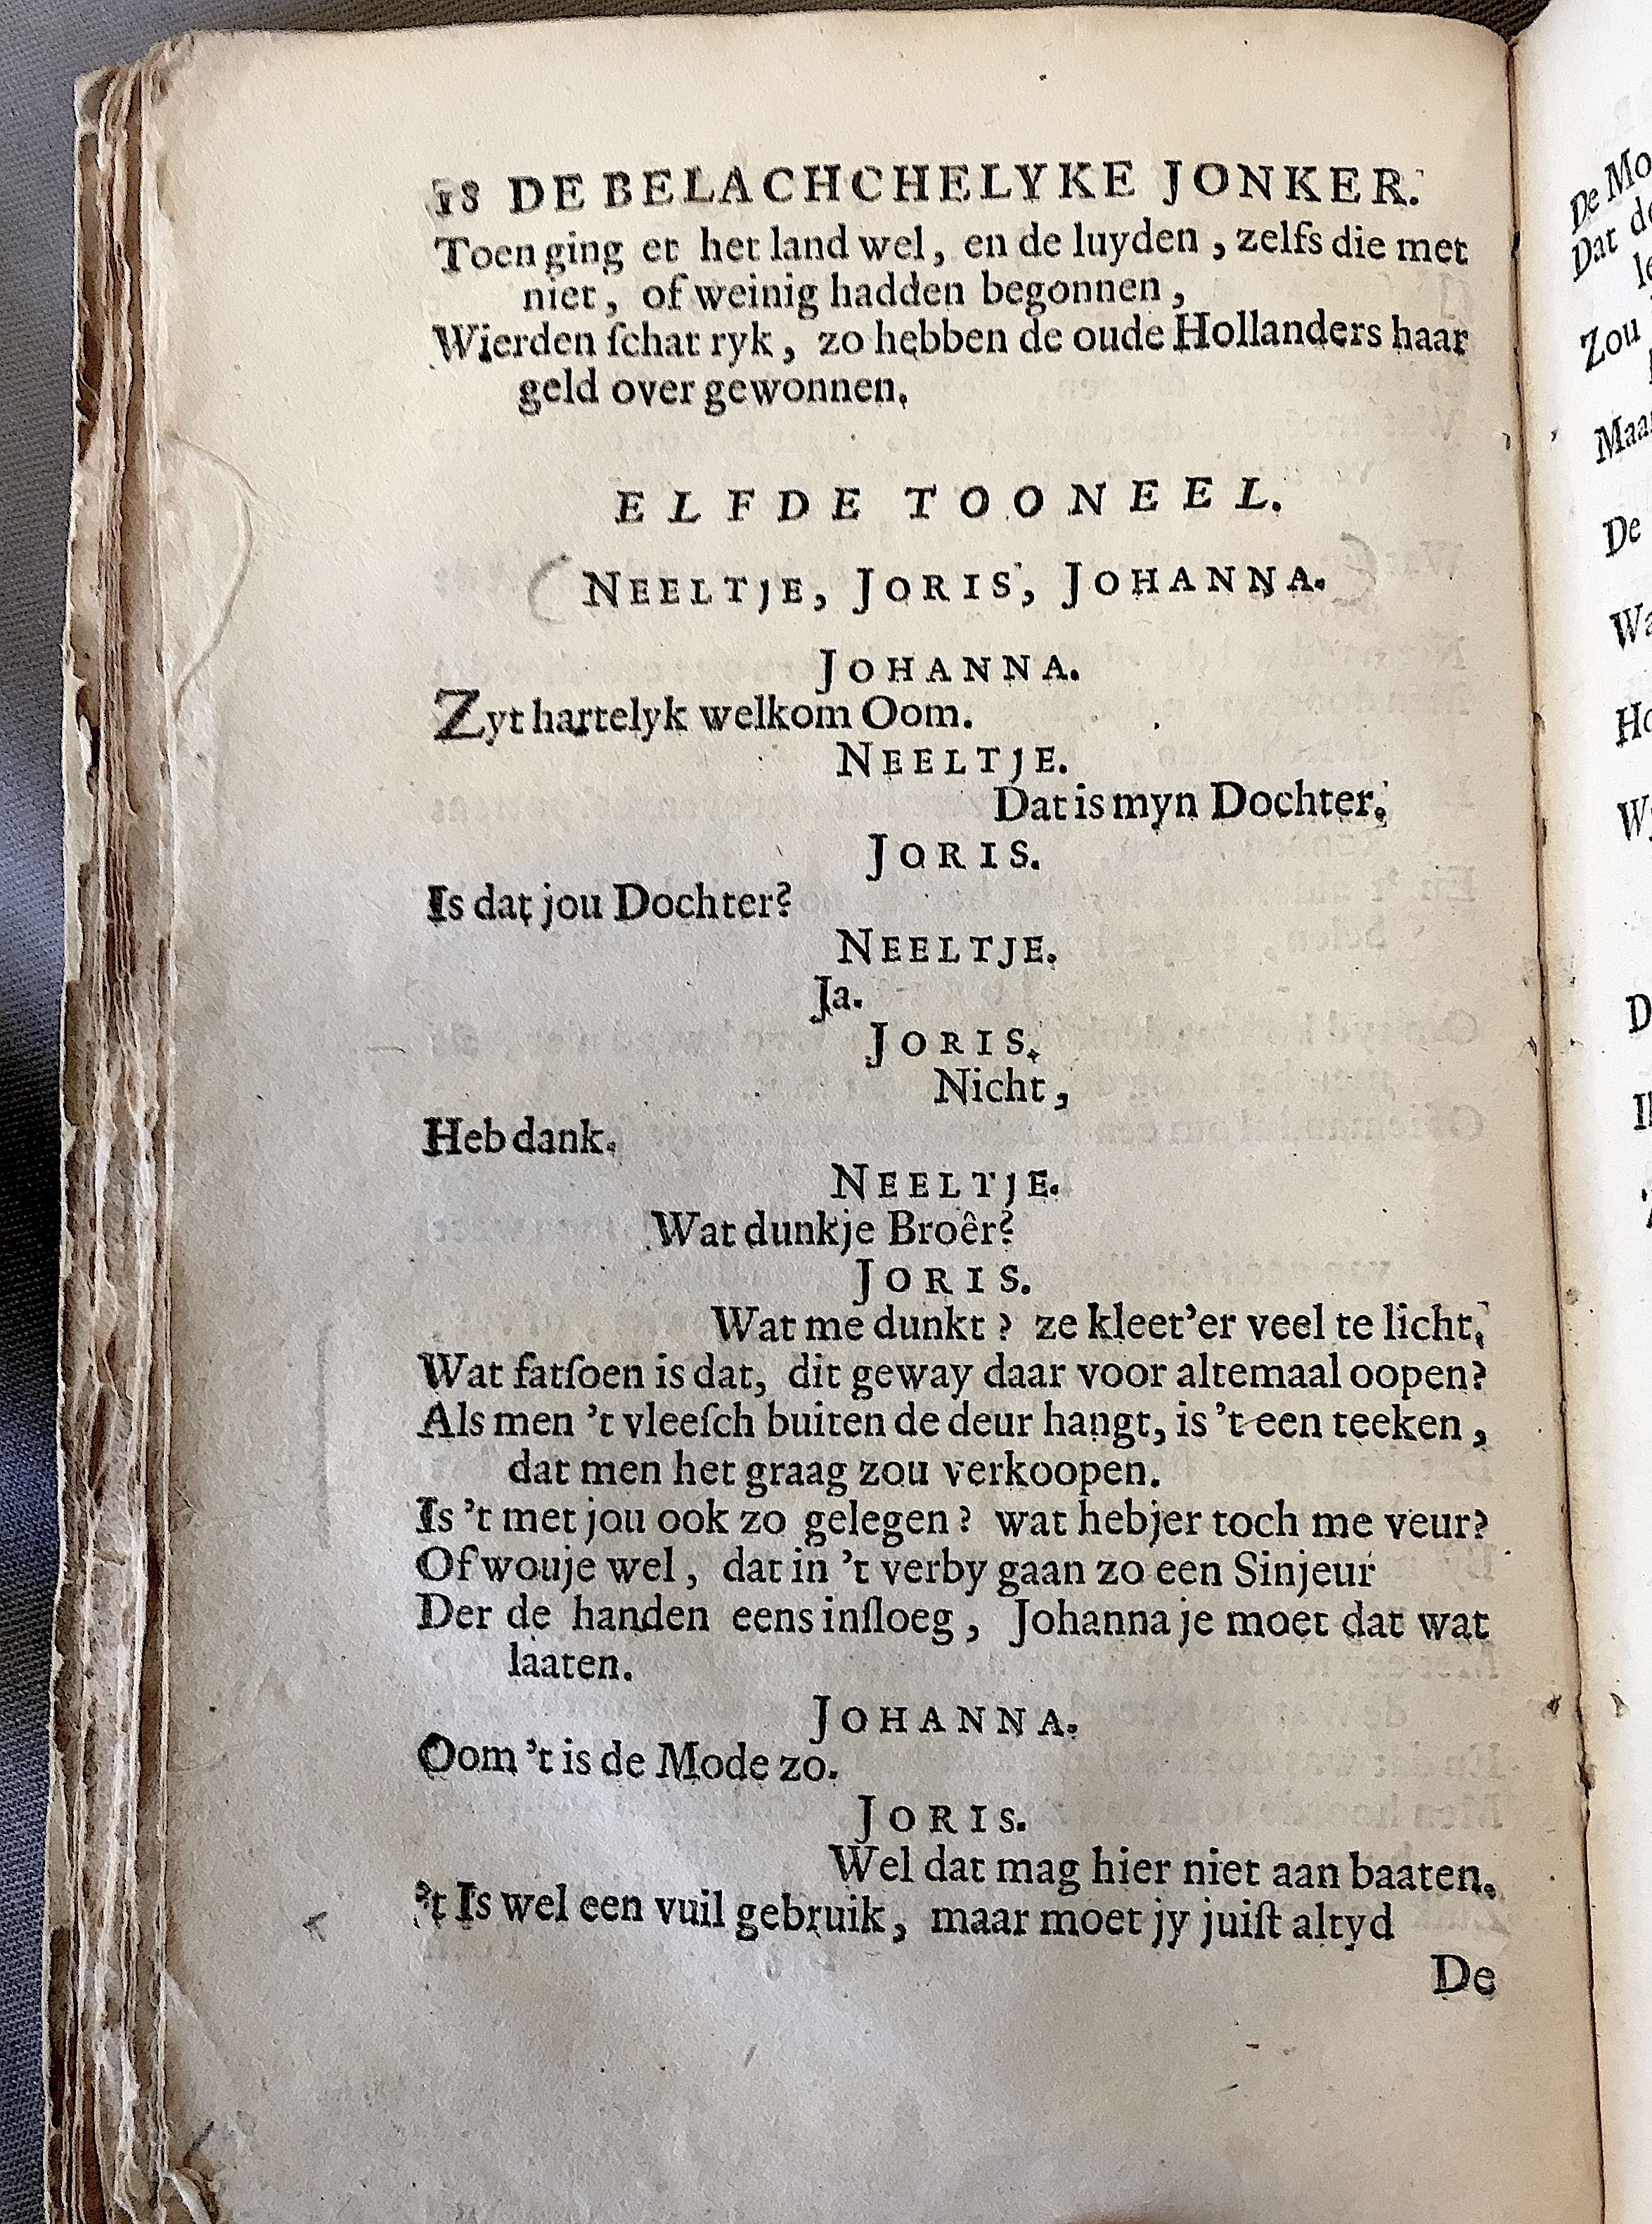 18 DE BELACHCHELYKE JONKER.
Toen ging et het land wel, en de luyden, zelfs die met
niet, of weinig hadden begonnen,
Wierden ſchat ryk, zo hebben de oude Hollanders haar
geld over gewonnen.
ELFDE TOONEEL.
NEELTJE, JORIS, JOHANNA.
JOHANNA.
Zyt hartelyk welkom Oom.
NEELTJE.
Dat is myn Dochter.
JORIS.
Is dat jou Dochter?
NEELTJE.
Ja.
JORIS.
Nicht,
Heb dank.
NEELTJE.
Wat dunkje Broêr?
JORIS.
Wat me dunkt? ze kleet'er veel te licht.
Wat fatſoen is dat, dit geway daar voor altemaal oopen?
Als men 't vleeſch buiten de deur hangt, is 't een teeken,
dat men het graag zou verkoopen.
Is 't met jou ook zo gelegen? wat hebjer toch me veur?
Of wouje wel, dat in 't verby gaan zo een Sinjeur
Der de handen eens inſloeg, Johanna je moet dat wat
laaten.
JOHANNA.
Oom 't is de Mode zo.
JORIS.
Wel dat mag hier niet aan baaten.
't Is wel een vuil gebruik, maar moet jy juiſt altyd
De
De Mo
Dat de
Zou
De